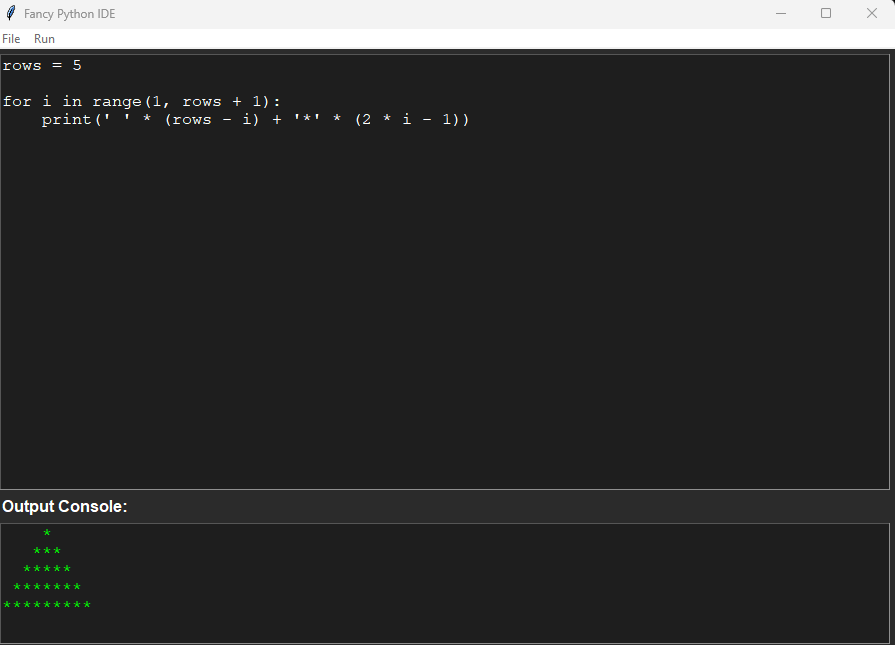 Fancy Python IDE
File Run
rows = 5

for i in range(1, rows + 1):
    print(' ' * (rows - i) + '*' * (2 * i - 1))
Output Console:
    *
   ***
  *****
 *******
*********